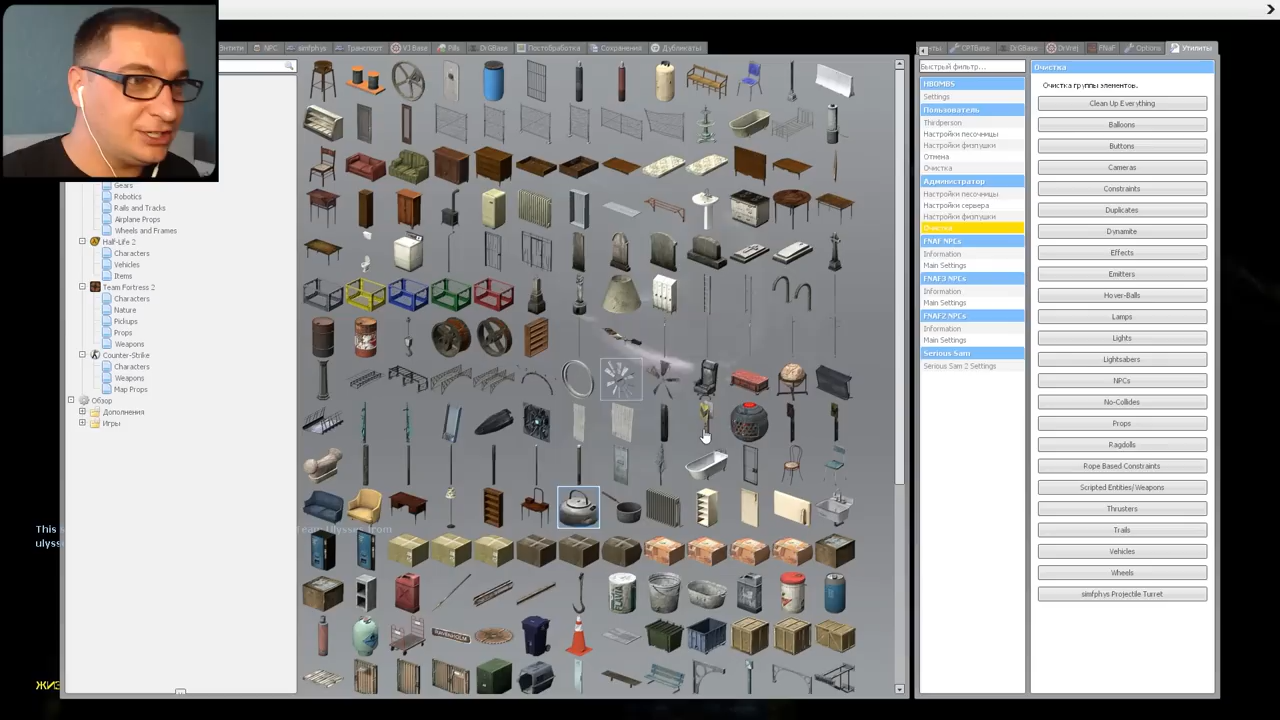 NPC
simfphys
Транспорт
VJ Base
Pills
DrGBase
Постобработка
Сохранения
Дубликаты
CPTBase
DrGBase
DrVrej
FNaF
Options
Утилиты
Gears
Robotics
Rails and Tracks
Airplane Props
Wheels and Frames
Half-Life 2
Characters
Vehicles
Items
Team Fortress 2
Characters
Nature
Pickups
Props
Weapons
Counter-Strike
Characters
Weapons
Map Props
Обзор
Дополнения
Игры
This
ulyss
Team Ulysses from
Быстрый фильтр...
HBOMBS
Settings
Пользователь
Thirdperson
Настройки песочницы
Настройки физпушки
Отмена
Очистка
Администратор
Настройки песочницы
Настройки сервера
Настройки физпушки
Очистка
FNAF NPCs
Information
Main Settings
FNAF3 NPCs
Information
Main Settings
FNAF2 NPCs
Information
Main Settings
Serious Sam
Serious Sam 2 Settings
Очистка
Очистка группы элементов.
Clean Up Everything
Balloons
Buttons
Cameras
Constraints
Duplicates
Dynamite
Effects
Emitters
Hover-Balls
Lamps
Lights
Lightsabers
NPCs
No-Collides
Props
Ragdolls
Rope Based Constraints
Scripted Entities/Weapons
Thrusters
Trails
Vehicles
Wheels
simfphys Projectile Turret